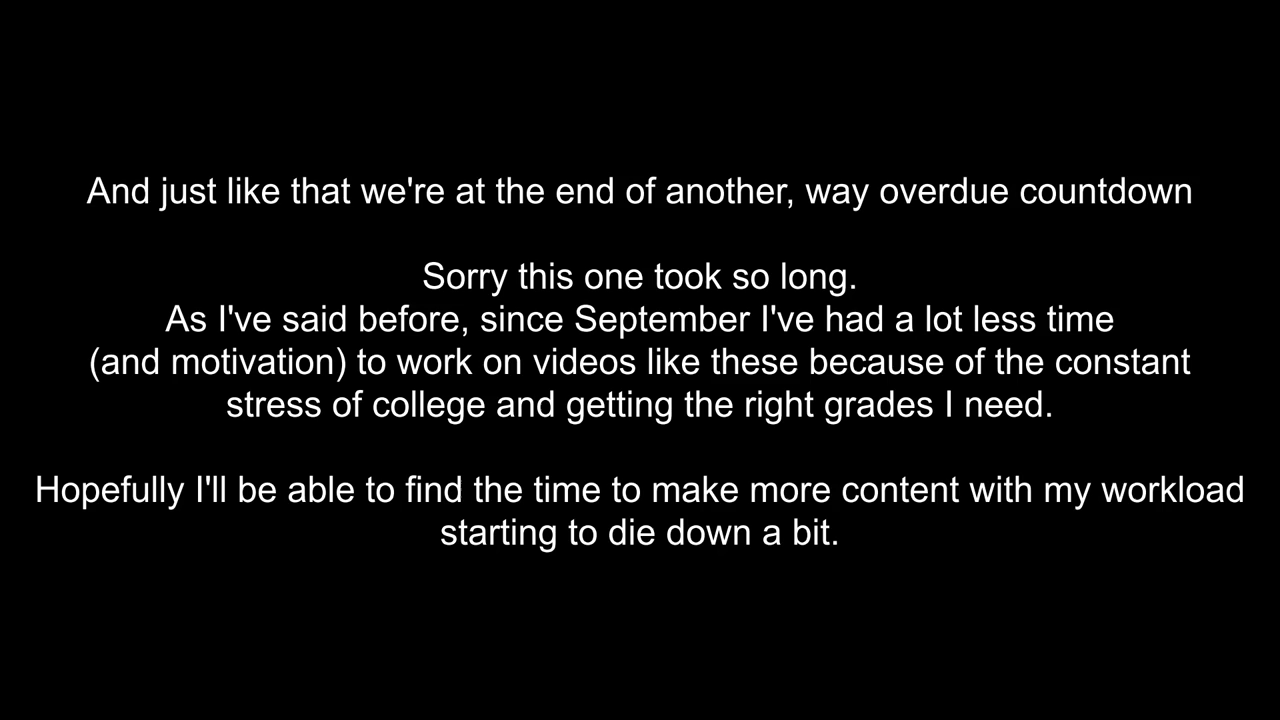 And just like that we're at the end of another, way overdue countdown
Sorry this one took so long.
As I've said before, since September I've had a lot less time
(and motivation) to work on videos like these because of the constant
stress of college and getting the right grades I need.
Hopefully I'll be able to find the time to make more content with my workload
starting to die down a bit.